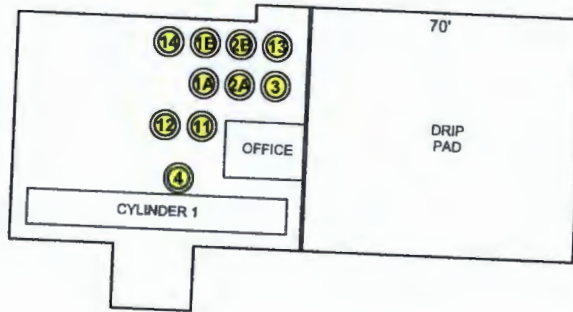 70'
14 1B 2B 13
1A 2A 3
12 11
OFFICE
DRIP
PAD
4
CYLINDER 1